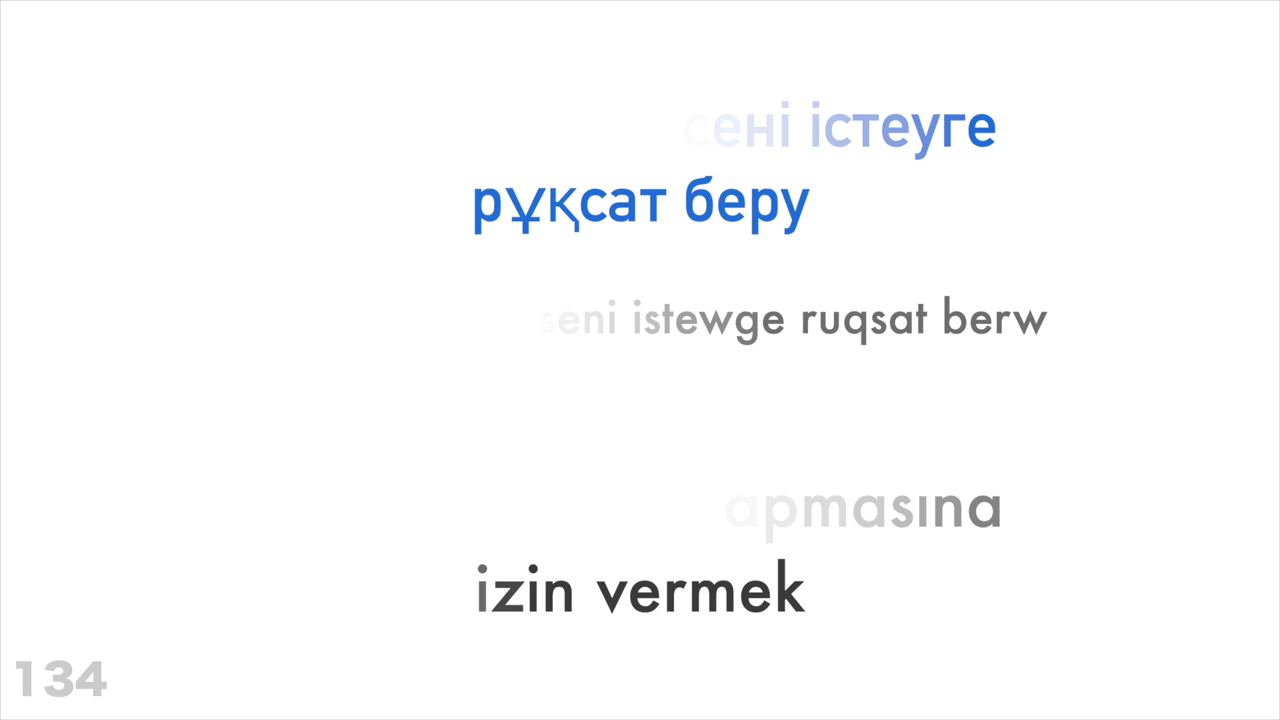 сені істеуге
рұқсат беру
seni istewge ruqsat berw
apmasına
izin vermek
134